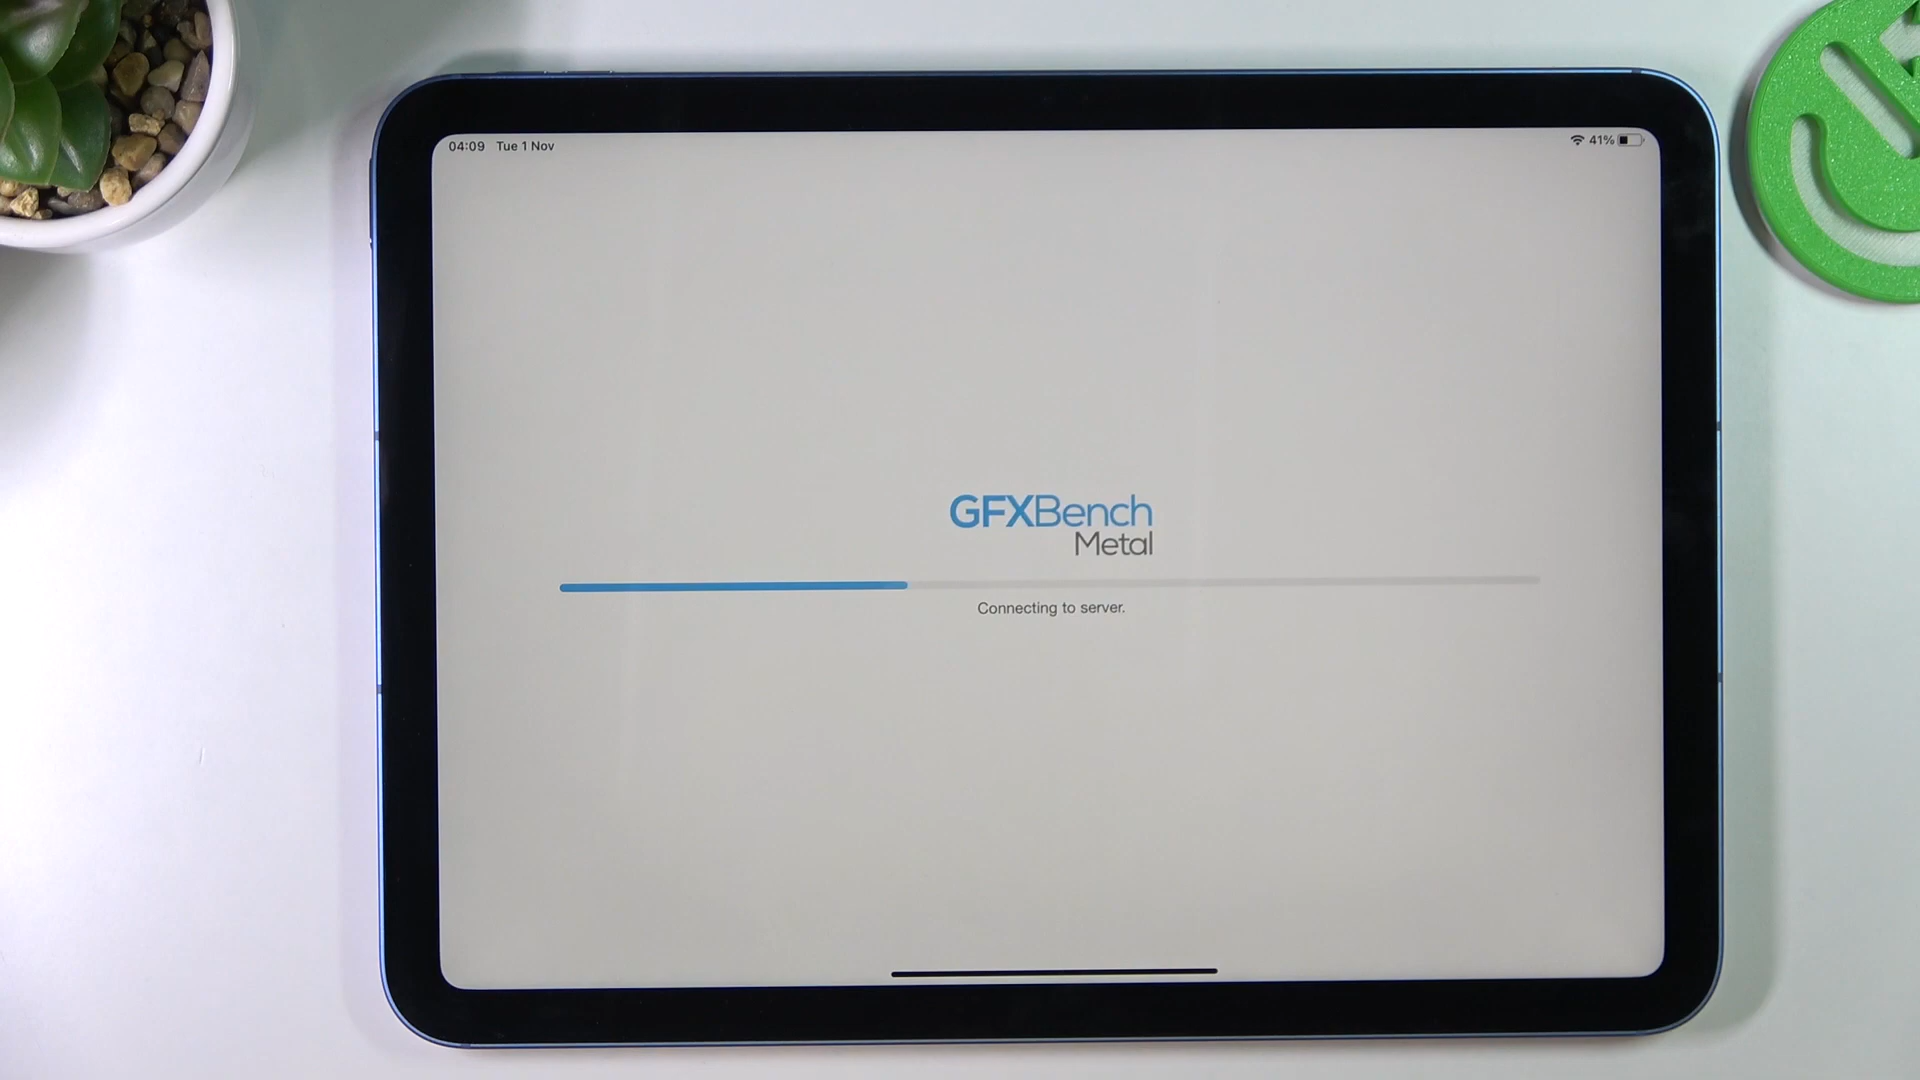 04:09 Tue 1 Nov
41%
GFXBench
Metal
Connecting to server.